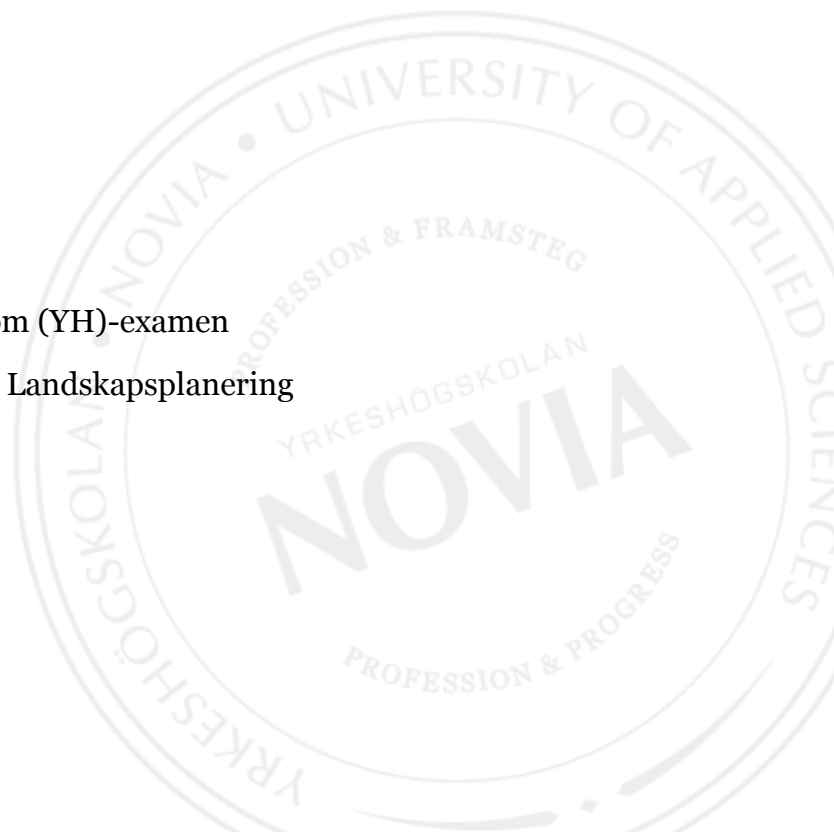 om (YH)-examen
Landskapsplanering
YRKESHÖGSKOLAN • NOVIA • UNIVERSITY OF APPLIED SCIENCES
PROFESSION & FRAMSTEG
YRKESHÖGSKOLAN
NOVIA
PROFESSION & PROGRESS